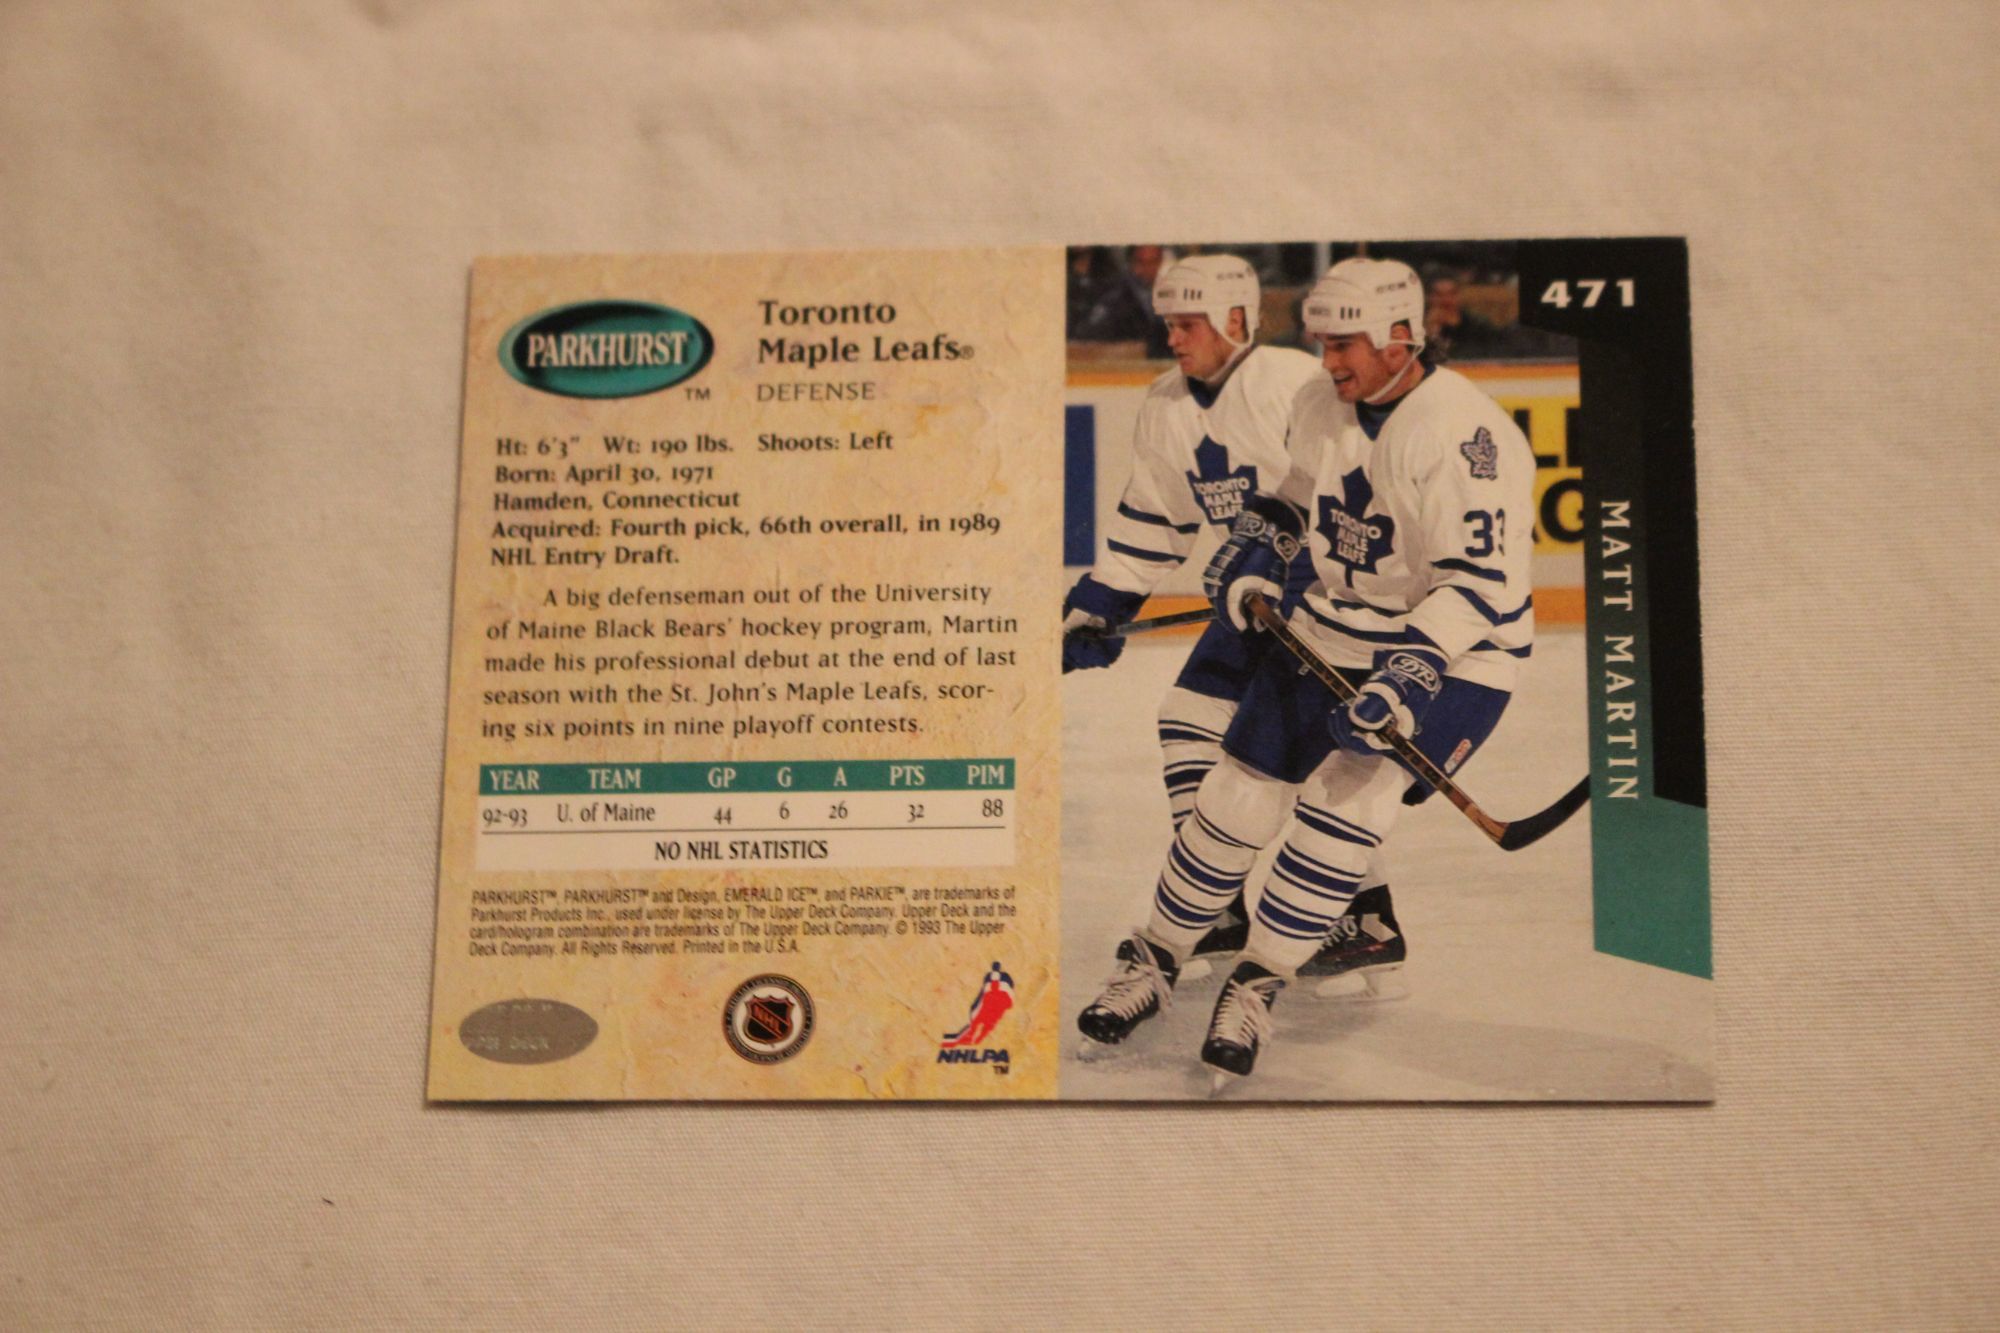 PARKHURST
TM
Toronto
Maple Leafs®
DEFENSE
Ht: 6'3" Wt: 190 lbs. Shoots: Left
Born: April 30, 1971
Hamden, Connecticut
Acquired: Fourth pick, 66th overall, in 1989
NHL Entry Draft.
A big defenseman out of the University
of Maine Black Bears' hockey program, Martin
made his professional debut at the end of last
season with the St. John's Maple Leafs, scor-
ing six points in nine playoff contests.
YEAR TEAM GP G A PTS PIM
92-93 U. of Maine 44 6 26 32 88
NO NHL STATISTICS
PARKHURST™, PARKHURST™ and Design, EMERALD ICE™, and PARKIE™, are trademarks of
Parkhurst Products Inc., used under license by The Upper Deck Company. Upper Deck and the
card/hologram combination are trademarks of The Upper Deck Company. © 1993 The Upper
Deck Company. All Rights Reserved. Printed in the U.S.A.
NHL
NHLPA
TM
471
MATT MARTIN
TORONTO
MAPLE
LEAFS
TORONTO
MAPLE
LEAFS
DR
DR